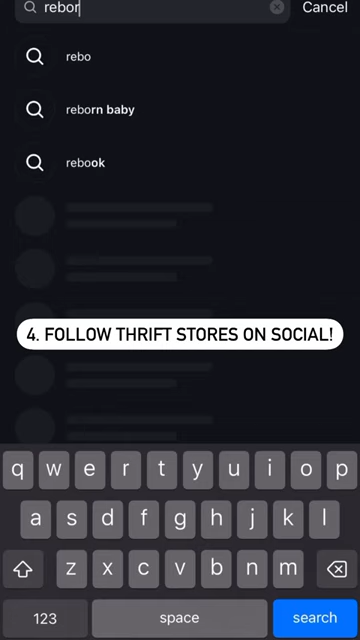 rebor
Cancel
rebo
reborn baby
rebook
4. FOLLOW THRIFT STORES ON SOCIAL!
q w e r t y u i o p
a s d f g h j k l
z x c v b n m
123 space search